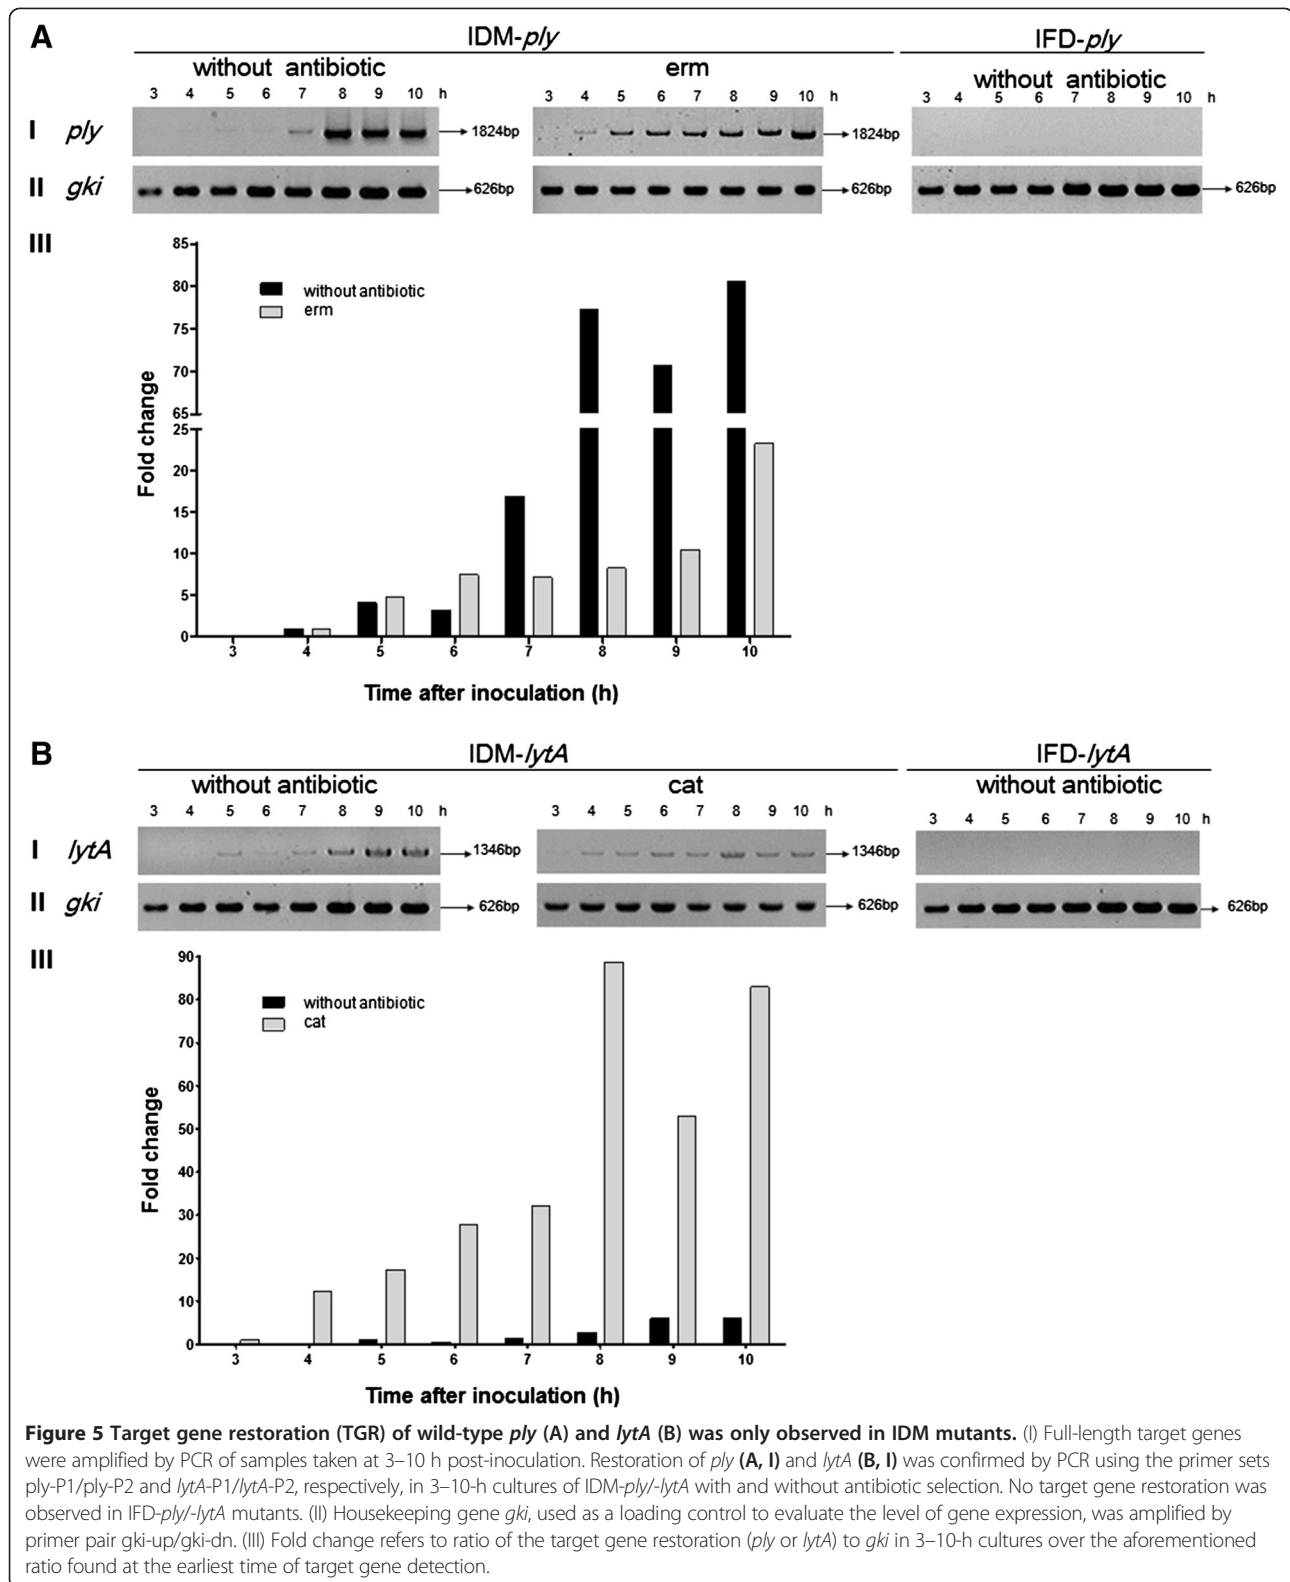 A
IDM-ply
IFD-ply
without antibiotic
erm
without antibiotic
3 4 5 6 7 8 9 10 h
3 4 5 6 7 8 9 10 h
3 4 5 6 7 8 9 10 h
I ply
1824bp
1824bp
II gki
626bp
626bp
626bp
III
85
80
75
70
65
25
20
15
10
5
0
Fold change
without antibiotic
erm
3 4 5 6 7 8 9 10
Time after inoculation (h)
B
IDM-lytA
IFD-lytA
without antibiotic
cat
without antibiotic
3 4 5 6 7 8 9 10 h
3 4 5 6 7 8 9 10 h
3 4 5 6 7 8 9 10 h
I lytA
1346bp
1346bp
II gki
626bp
626bp
626bp
III
90
80
70
60
50
40
30
20
10
0
Fold change
without antibiotic
cat
3 4 5 6 7 8 9 10
Time after inoculation (h)
Figure 5 Target gene restoration (TGR) of wild-type ply (A) and lytA (B) was only observed in IDM mutants. (I) Full-length target genes
were amplified by PCR of samples taken at 3–10 h post-inoculation. Restoration of ply (A, I) and lytA (B, I) was confirmed by PCR using the primer sets
ply-P1/ply-P2 and lytA-P1/lytA-P2, respectively, in 3–10-h cultures of IDM-ply/-lytA with and without antibiotic selection. No target gene restoration was
observed in IFD-ply/-lytA mutants. (II) Housekeeping gene gki, used as a loading control to evaluate the level of gene expression, was amplified by
primer pair gki-up/gki-dn. (III) Fold change refers to ratio of the target gene restoration (ply or lytA) to gki in 3–10-h cultures over the aforementioned
ratio found at the earliest time of target gene detection.